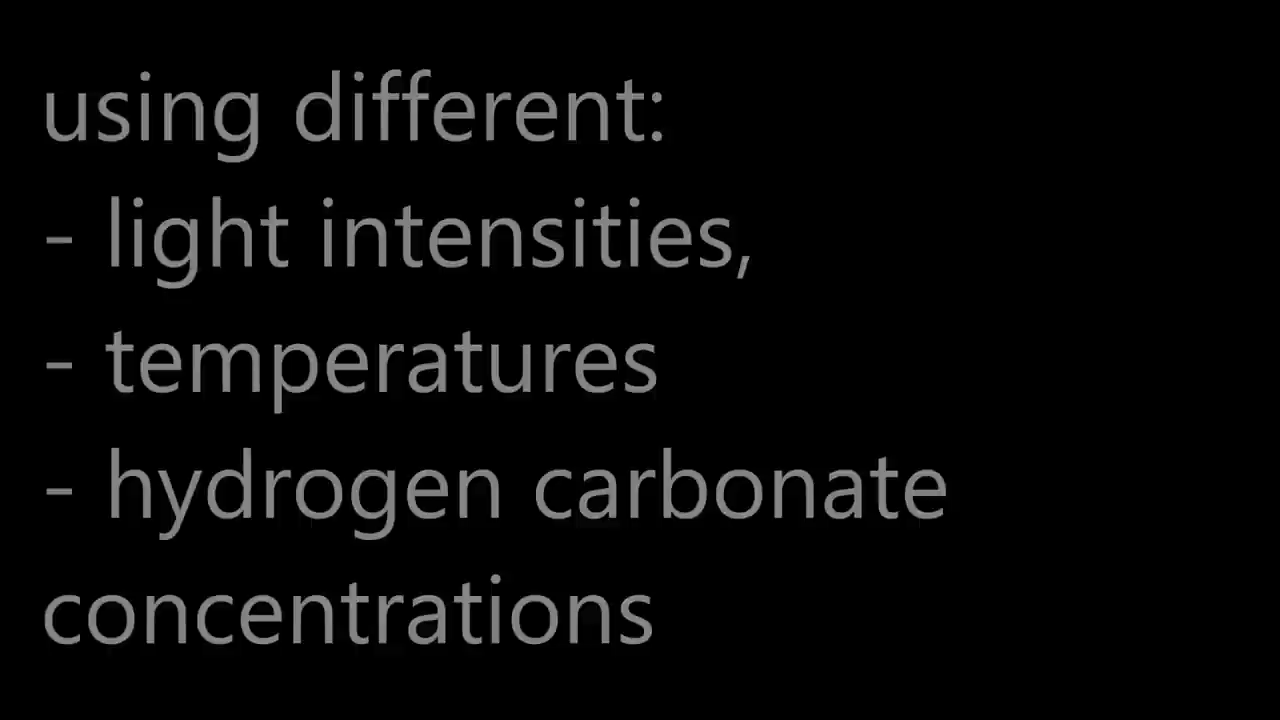 using different:
- light intensities,
- temperatures
- hydrogen carbonate
concentrations